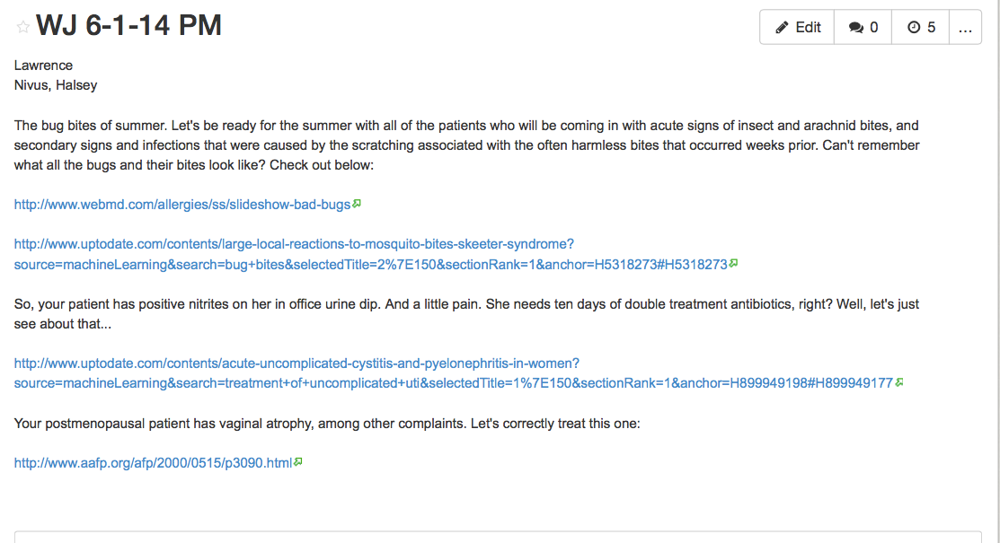 WJ 6-1-14 PM
Edit 0 5 ...
Lawrence
Nivus, Halsey
The bug bites of summer. Let's be ready for the summer with all of the patients who will be coming in with acute signs of insect and arachnid bites, and
secondary signs and infections that were caused by the scratching associated with the often harmless bites that occurred weeks prior. Can't remember
what all the bugs and their bites look like? Check out below:
http://www.webmd.com/allergies/ss/slideshow-bad-bugs
http://www.uptodate.com/contents/large-local-reactions-to-mosquito-bites-skeeter-syndrome?
source=machineLearning&search=bug+bites&selectedTitle=2%7E150&sectionRank=1&anchor=H5318273#H5318273
So, your patient has positive nitrites on her in office urine dip. And a little pain. She needs ten days of double treatment antibiotics, right? Well, let's just
see about that...
http://www.uptodate.com/contents/acute-uncomplicated-cystitis-and-pyelonephritis-in-women?
source=machineLearning&search=treatment+of+uncomplicated+uti&selectedTitle=1%7E150&sectionRank=1&anchor=H899949198#H899949177
Your postmenopausal patient has vaginal atrophy, among other complaints. Let's correctly treat this one:
http://www.aafp.org/afp/2000/0515/p3090.html